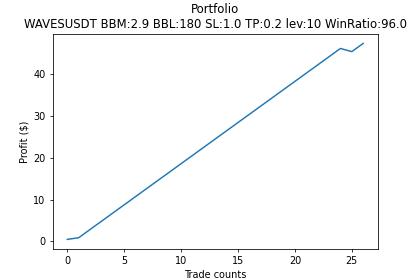 Portfolio
WAVESUSDT BBM:2.9 BBL:180 SL:1.0 TP:0.2 lev:10 WinRatio:96.0
40
30
20
10
0
Profit ($)
0 5 10 15 20 25
Trade counts